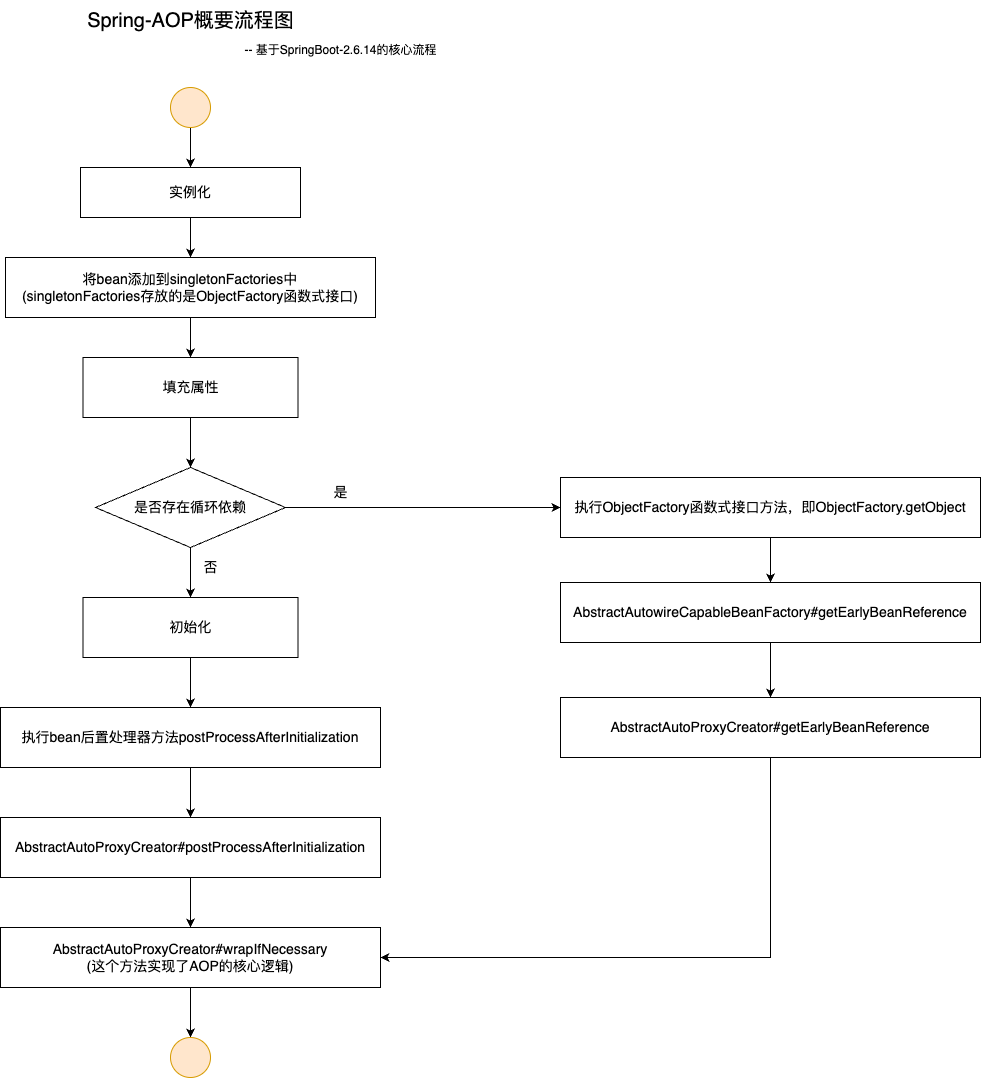 Spring-AOP概要流程图
-- 基于SpringBoot-2.6.14的核心流程
实例化
将bean添加到singletonFactories中
(singletonFactories存放的是ObjectFactory函数式接口)
填充属性
是否存在循环依赖
是
执行ObjectFactory函数式接口方法，即ObjectFactory.getObject
否
AbstractAutowireCapableBeanFactory#getEarlyBeanReference
初始化
AbstractAutoProxyCreator#getEarlyBeanReference
执行bean后置处理器方法postProcessAfterInitialization
AbstractAutoProxyCreator#postProcessAfterInitialization
AbstractAutoProxyCreator#wrapIfNecessary
(这个方法实现了AOP的核心逻辑)